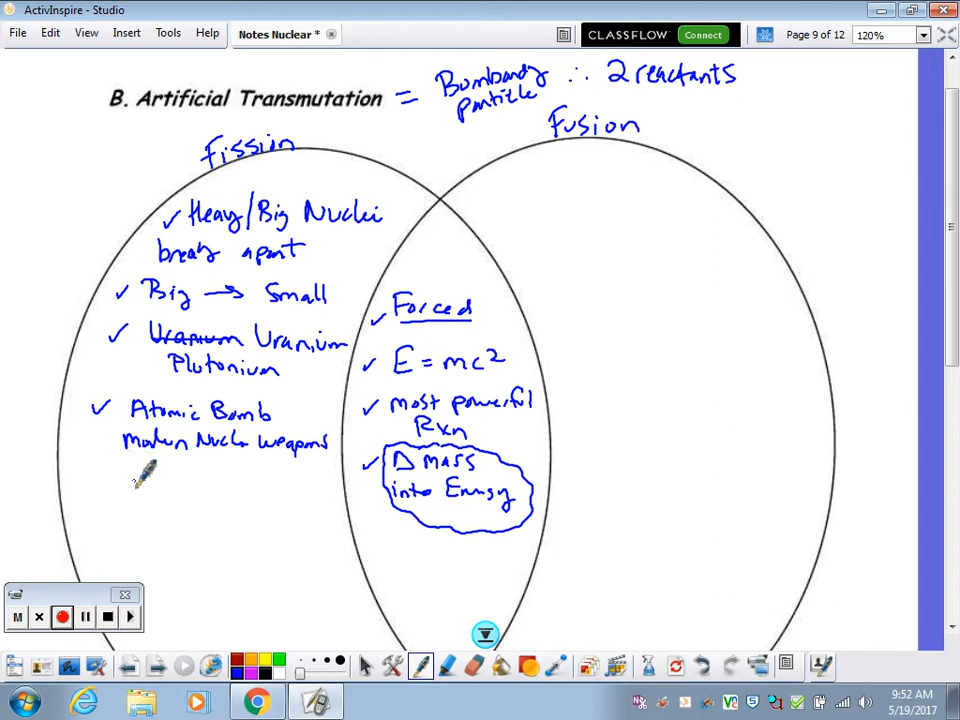 ActivInspire - Studio
File Edit View Insert Tools Help
Notes Nuclear *
CLASSFLOW Connect
Page 9 of 12
120%
B. Artificial Transmutation = Bombarding particle ∴ 2 reactants
Fission
Fusion
✓ Heavy/Big Nuclei
break apart
✓ Big → Small
✓ Uranium Uranium
Plutonium
✓ Atomic Bomb
modern Nuclear weapons
✓ Forced
✓ E = mc²
✓ most powerful
Rxn
✓ Δ mass
into Energy
M
9:52 AM
5/19/2017